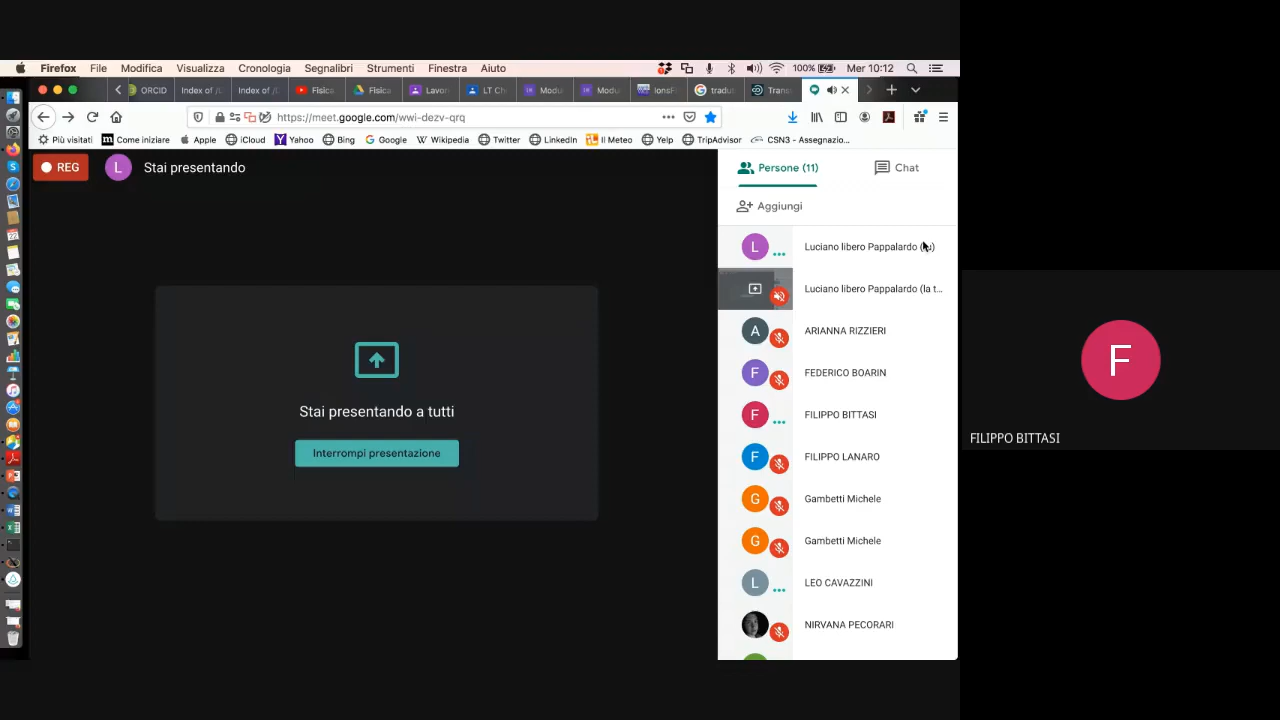 Firefox File Modifica Visualizza Cronologia Segnalibri Strumenti Finestra Aiuto 100% Mer 10:12
ORCID Index of / Index of / Fisica Fisica Lavor LT Ch Modu Modu IonsF tradut Trans
https://meet.google.com/wwi-dezv-qrq
Più visitati Come iniziare Apple iCloud Yahoo Bing Google Wikipedia Twitter LinkedIn Il Meteo Yelp TripAdvisor CSN3 – Assegnazio...
REG L Stai presentando
Persone (11) Chat
Aggiungi
L Luciano libero Pappalardo
Luciano libero Pappalardo (la t...
A ARIANNA RIZZIERI
F FEDERICO BOARIN
F FILIPPO BITTASI
F FILIPPO LANARO
G Gambetti Michele
G Gambetti Michele
L LEO CAVAZZINI
NIRVANA PECORARI
Stai presentando a tutti
Interrompi presentazione
F
FILIPPO BITTASI